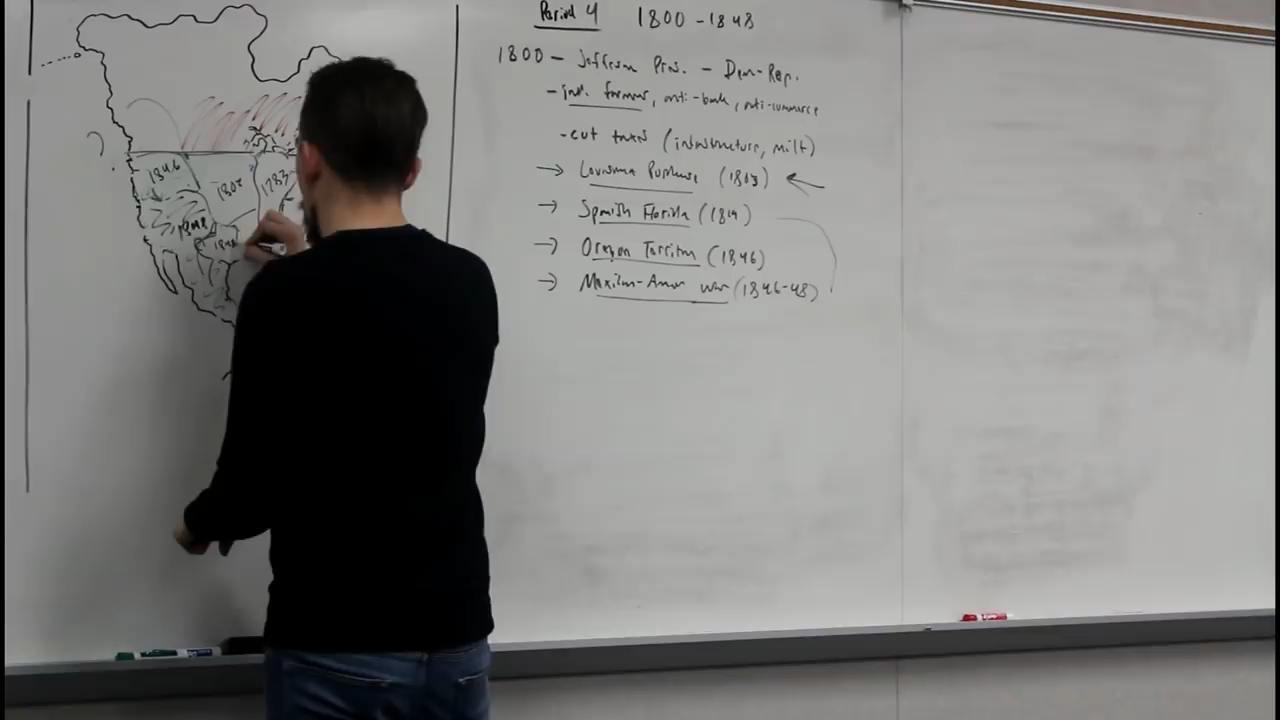 Period 4 1800-1848
1800 - Jefferson Pres. - Dem-Rep.
- ind. farmers, anti-bank, anti-commerce
- cut taxes (infrastructure, milt)
→ Louisiana Purchase (1803)
→ Spanish Florida (1819)
→ Oregon Territory (1846)
→ Mexican-Amer war (1846-48)
?
1846
1803
1783
1848